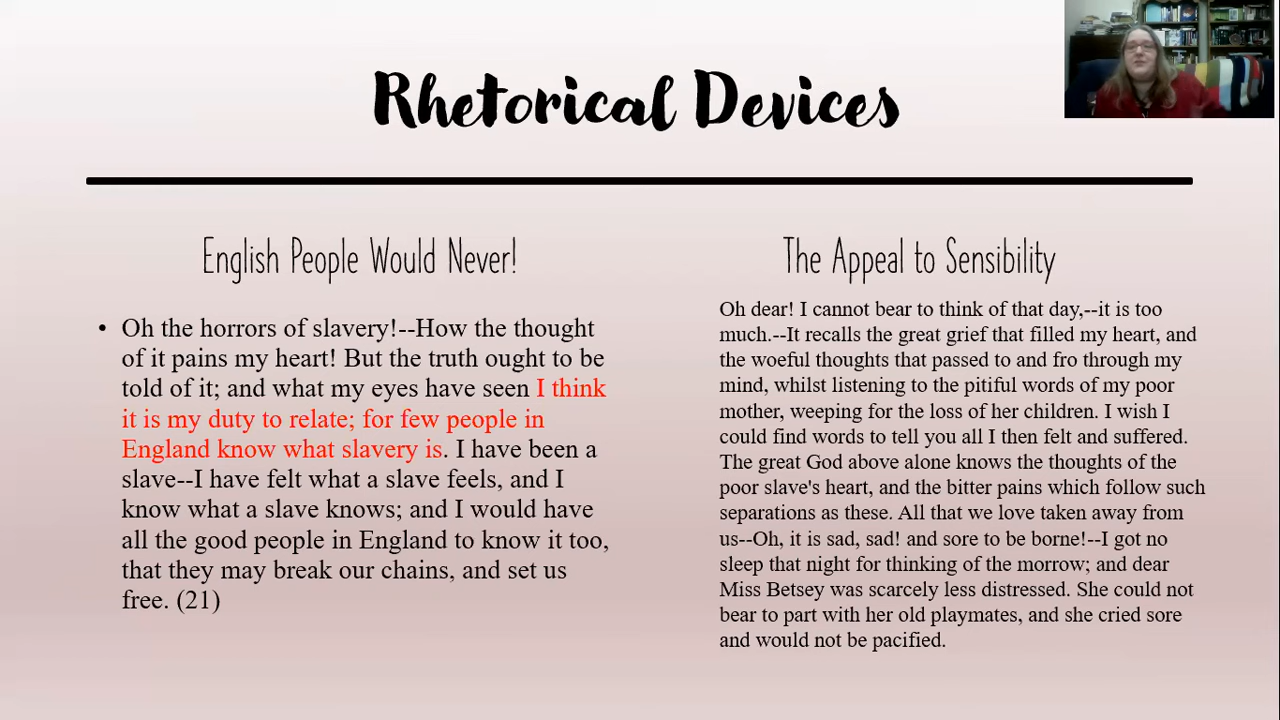 Rhetorical Devices
English People Would Never!
• Oh the horrors of slavery!--How the thought
of it pains my heart! But the truth ought to be
told of it; and what my eyes have seen I think
it is my duty to relate; for few people in
England know what slavery is. I have been a
slave--I have felt what a slave feels, and I
know what a slave knows; and I would have
all the good people in England to know it too,
that they may break our chains, and set us
free. (21)
The Appeal to Sensibility
Oh dear! I cannot bear to think of that day,--it is too
much.--It recalls the great grief that filled my heart, and
the woeful thoughts that passed to and fro through my
mind, whilst listening to the pitiful words of my poor
mother, weeping for the loss of her children. I wish I
could find words to tell you all I then felt and suffered.
The great God above alone knows the thoughts of the
poor slave's heart, and the bitter pains which follow such
separations as these. All that we love taken away from
us--Oh, it is sad, sad! and sore to be borne!--I got no
sleep that night for thinking of the morrow; and dear
Miss Betsey was scarcely less distressed. She could not
bear to part with her old playmates, and she cried sore
and would not be pacified.